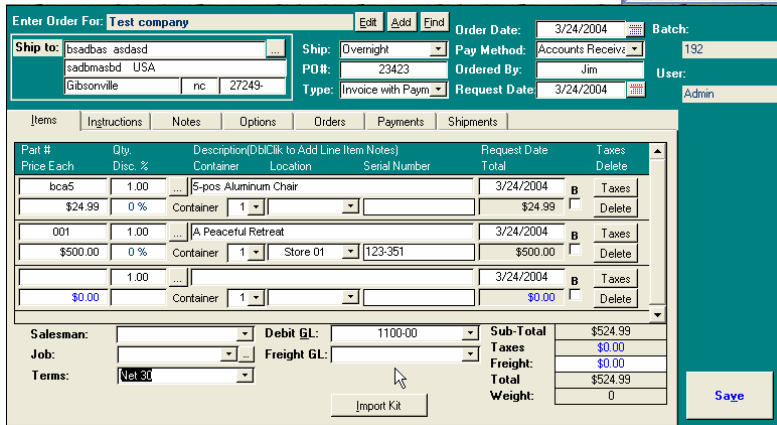 Enter Order For: Test company Edit Add Find Order Date: 3/24/2004 Batch:
Ship to: bsadbas asdasd ... Ship: Overnight Pay Method: Accounts Receiva 192
sadbmasbd USA PO#: 23423 Ordered By: Jim User:
Gibsonville nc 27249- Type: Invoice with Paym Request Date: 3/24/2004 Admin
Items Instructions Notes Options Orders Payments Shipments
Part # Qty. Description(DblClik to Add Line Item Notes) Request Date Taxes
Price Each Disc. % Container Location Serial Number Total Delete
bca5 1.00 ... 5-pos Aluminum Chair 3/24/2004 B Taxes
$24.99 0 % Container 1 $24.99 Delete
001 1.00 ... A Peaceful Retreat 3/24/2004 B Taxes
$500.00 0 % Container 1 Store 01 123-351 $500.00 Delete
1.00 ... 3/24/2004 B Taxes
$0.00 Container 1 $0.00 Delete
Salesman: Debit GL: 1100-00 Sub-Total $524.99
Job: ... Freight GL: Taxes $0.00
Freight: $0.00
Terms: Net 30 Total $524.99
Import Kit Weight: 0 Save